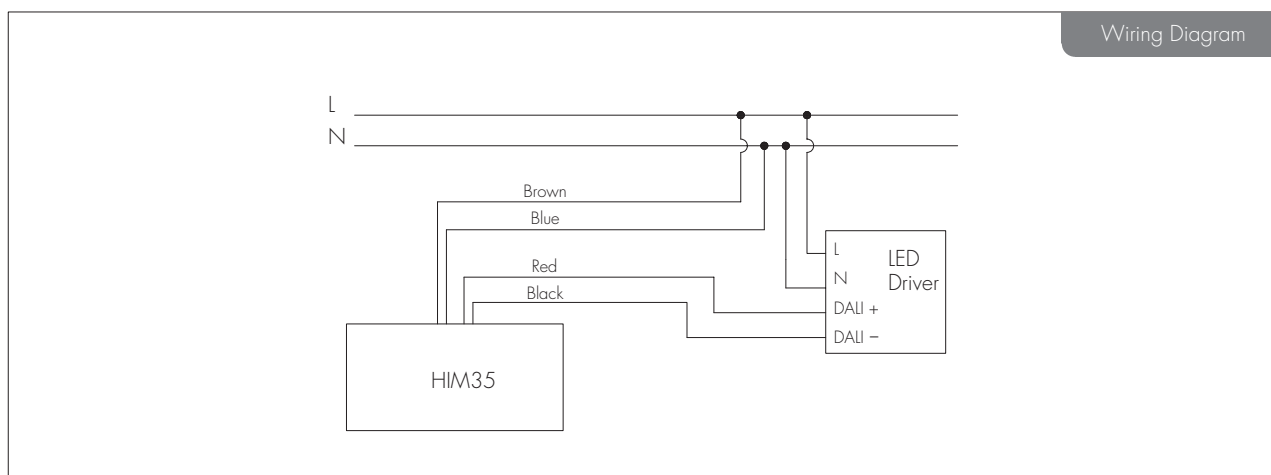 Wiring Diagram
L
N
Brown
Blue
Red
Black
HIM35
L
N
DALI +
DALI −
LED
Driver